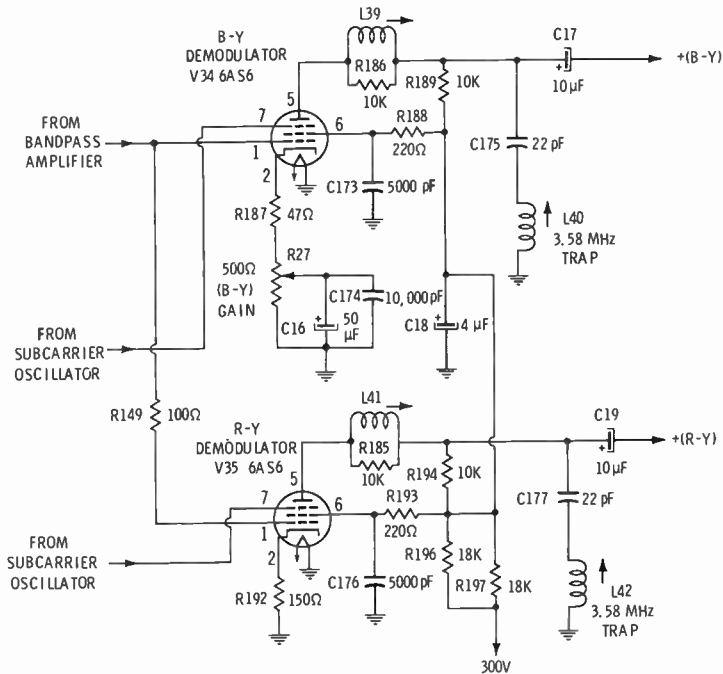 L39
B-Y
DEMODULATOR
V34 6AS6
R186
10K
R189
10K
C17
10 µF
+(B-Y)
5
7
6
1
2
FROM
BANDPASS
AMPLIFIER
R188
220Ω
C173
5000 pF
C175
22 pF
R187
47Ω
L40
3.58 MHz
TRAP
R27
500Ω
(B-Y)
GAIN
C16
50
µF
C174
10,000pF
C18
4 µF
FROM
SUBCARRIER
OSCILLATOR
R149
100Ω
L41
R-Y
DEMODULATOR
V35 6AS6
R185
10K
R194
10K
C19
10 µF
+(R-Y)
5
7
6
1
2
R193
220Ω
C177
22 pF
FROM
SUBCARRIER
OSCILLATOR
R196
18K
R197
18K
C176
5000 pF
R192
150Ω
L42
3.58 MHz
TRAP
300V